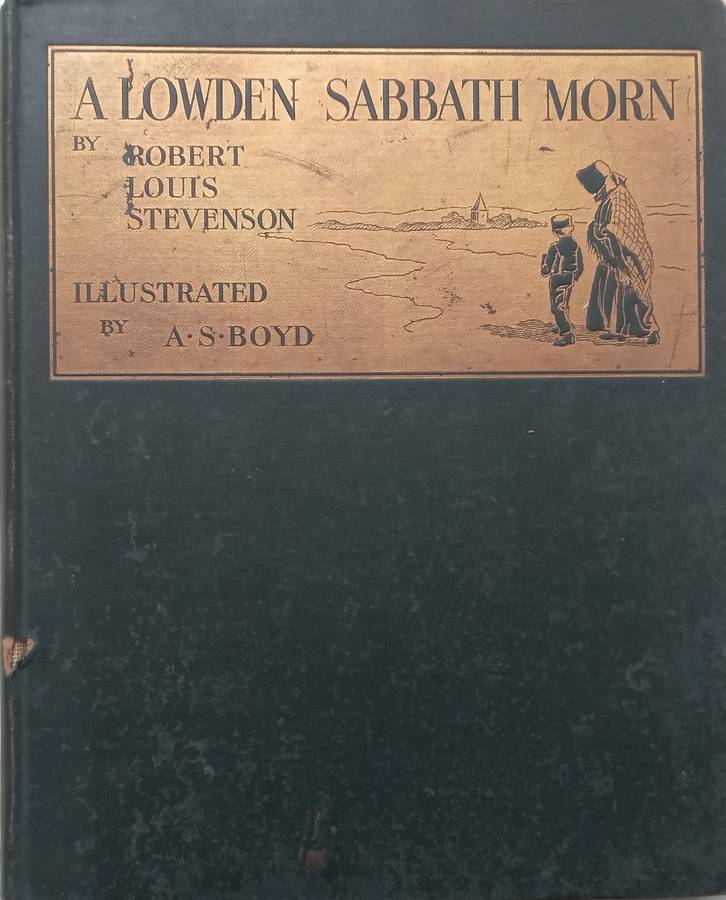 A LOWDEN SABBATH MORN
BY
ROBERT
LOUIS
STEVENSON
ILLUSTRATED
BY A·S·BOYD